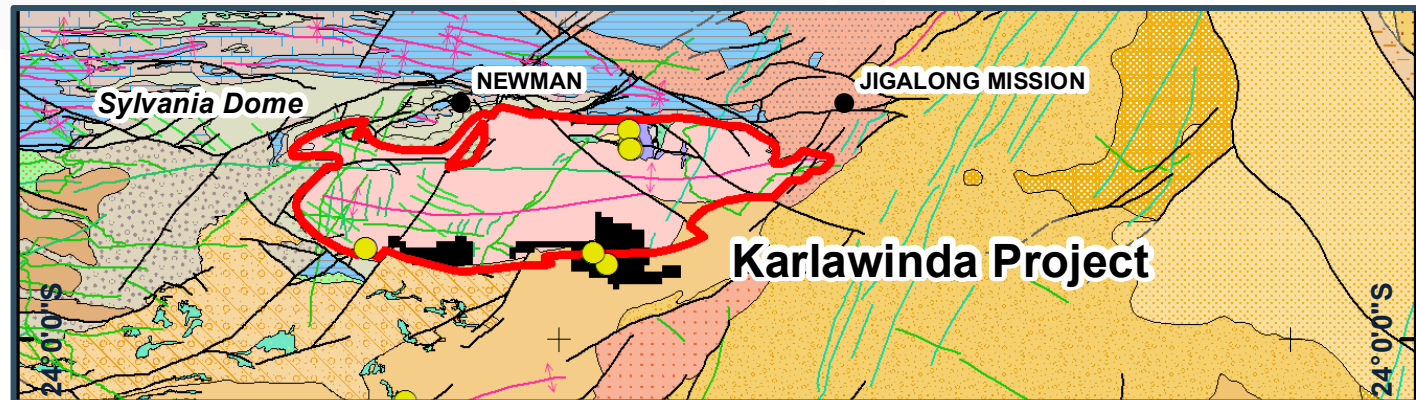 NEWMAN
JIGALONG MISSION
Sylvania Dome
Karlawinda Project
24°0'0"S
24°0'0"S